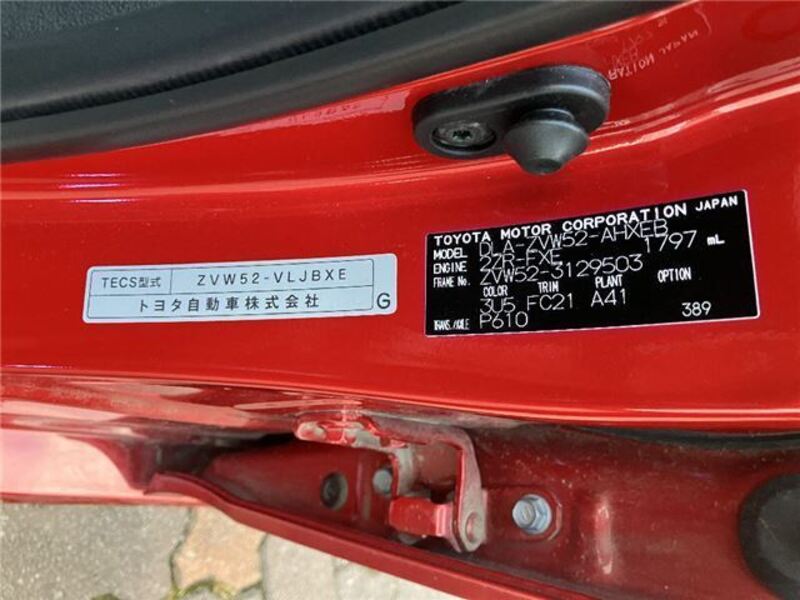 TECS型式 ZVW52-VLJBXE
トヨタ自動車株式会社 G
TOYOTA MOTOR CORPORATION JAPAN
MODEL DLA-ZVW52-AHXEB
ENGINE 2ZR-FXE 1797 mL
FRAME NO. ZVW52-3129503
COLOR TRIM PLANT OPTION
3U5 FC21 A41
TRANS./AXLE P610 389